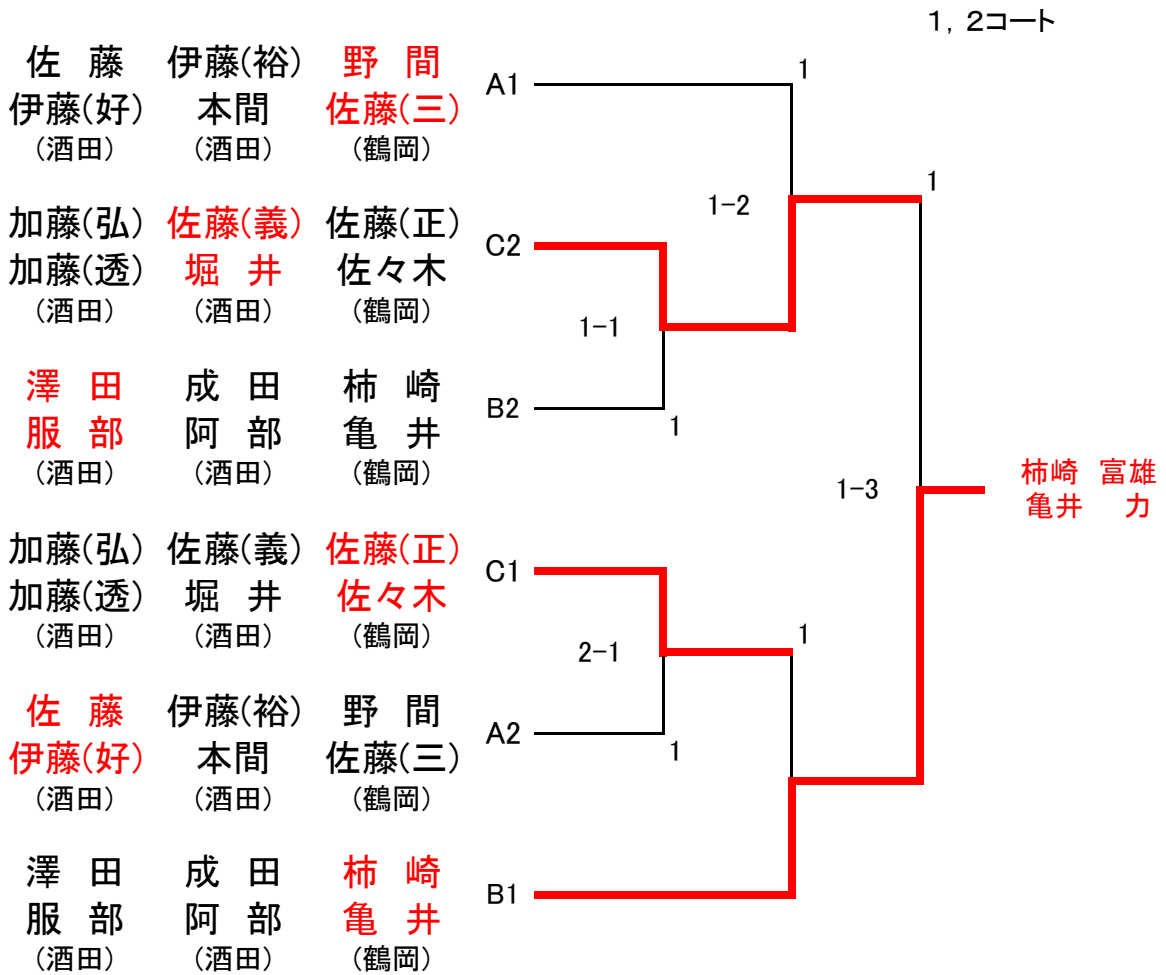 1, 2コート
佐 藤 伊藤(裕) 野 間
伊藤(好) 本間 佐藤(三)
(酒田) (酒田) (鶴岡)
A1
1
1
1-2
加藤(弘) 佐藤(義) 佐藤(正)
加藤(透) 堀 井 佐々木
(酒田) (酒田) (鶴岡)
C2
1-1
澤 田 成 田 柿 崎
服 部 阿 部 亀 井
(酒田) (酒田) (鶴岡)
B2
1
1-3
柿崎 富雄
亀井 力
加藤(弘) 佐藤(義) 佐藤(正)
加藤(透) 堀 井 佐々木
(酒田) (酒田) (鶴岡)
C1
2-1
1
佐 藤 伊藤(裕) 野 間
伊藤(好) 本間 佐藤(三)
(酒田) (酒田) (鶴岡)
A2
1
澤 田 成 田 柿 崎
服 部 阿 部 亀 井
(酒田) (酒田) (鶴岡)
B1